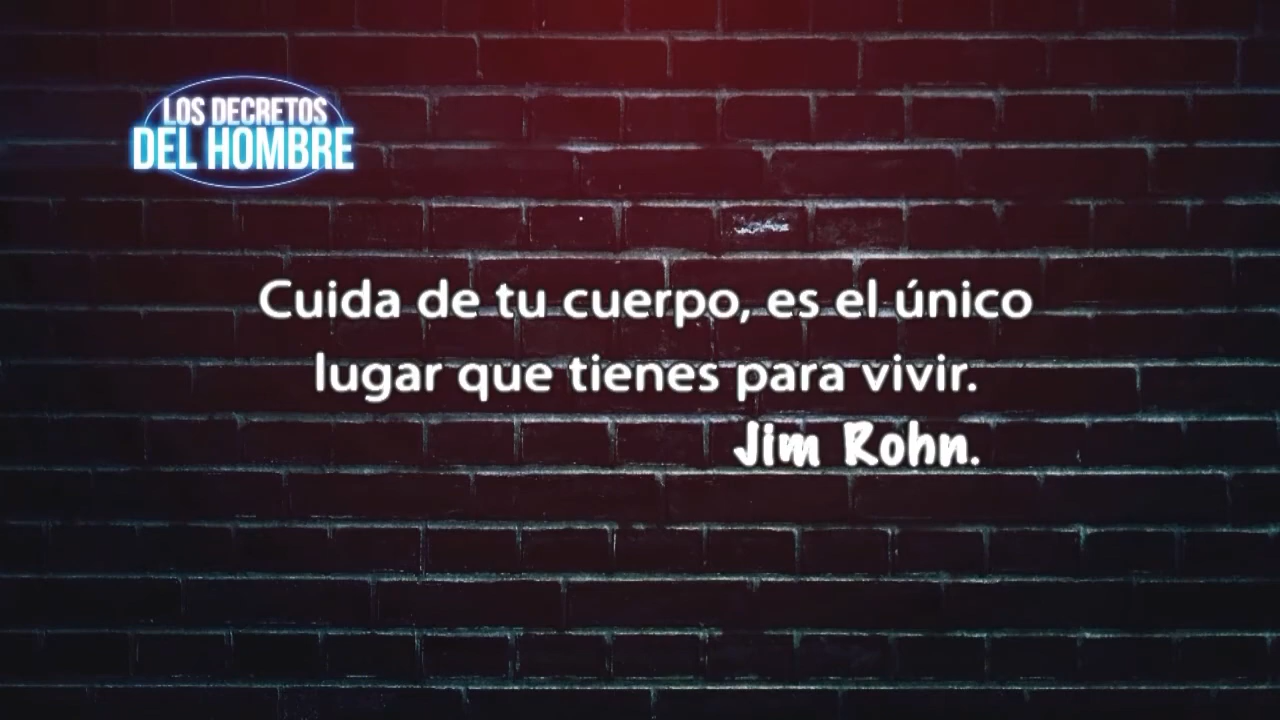 LOS DECRETOS
DEL HOMBRE
Cuida de tu cuerpo, es el único
lugar que tienes para vivir.
Jim Rohn.